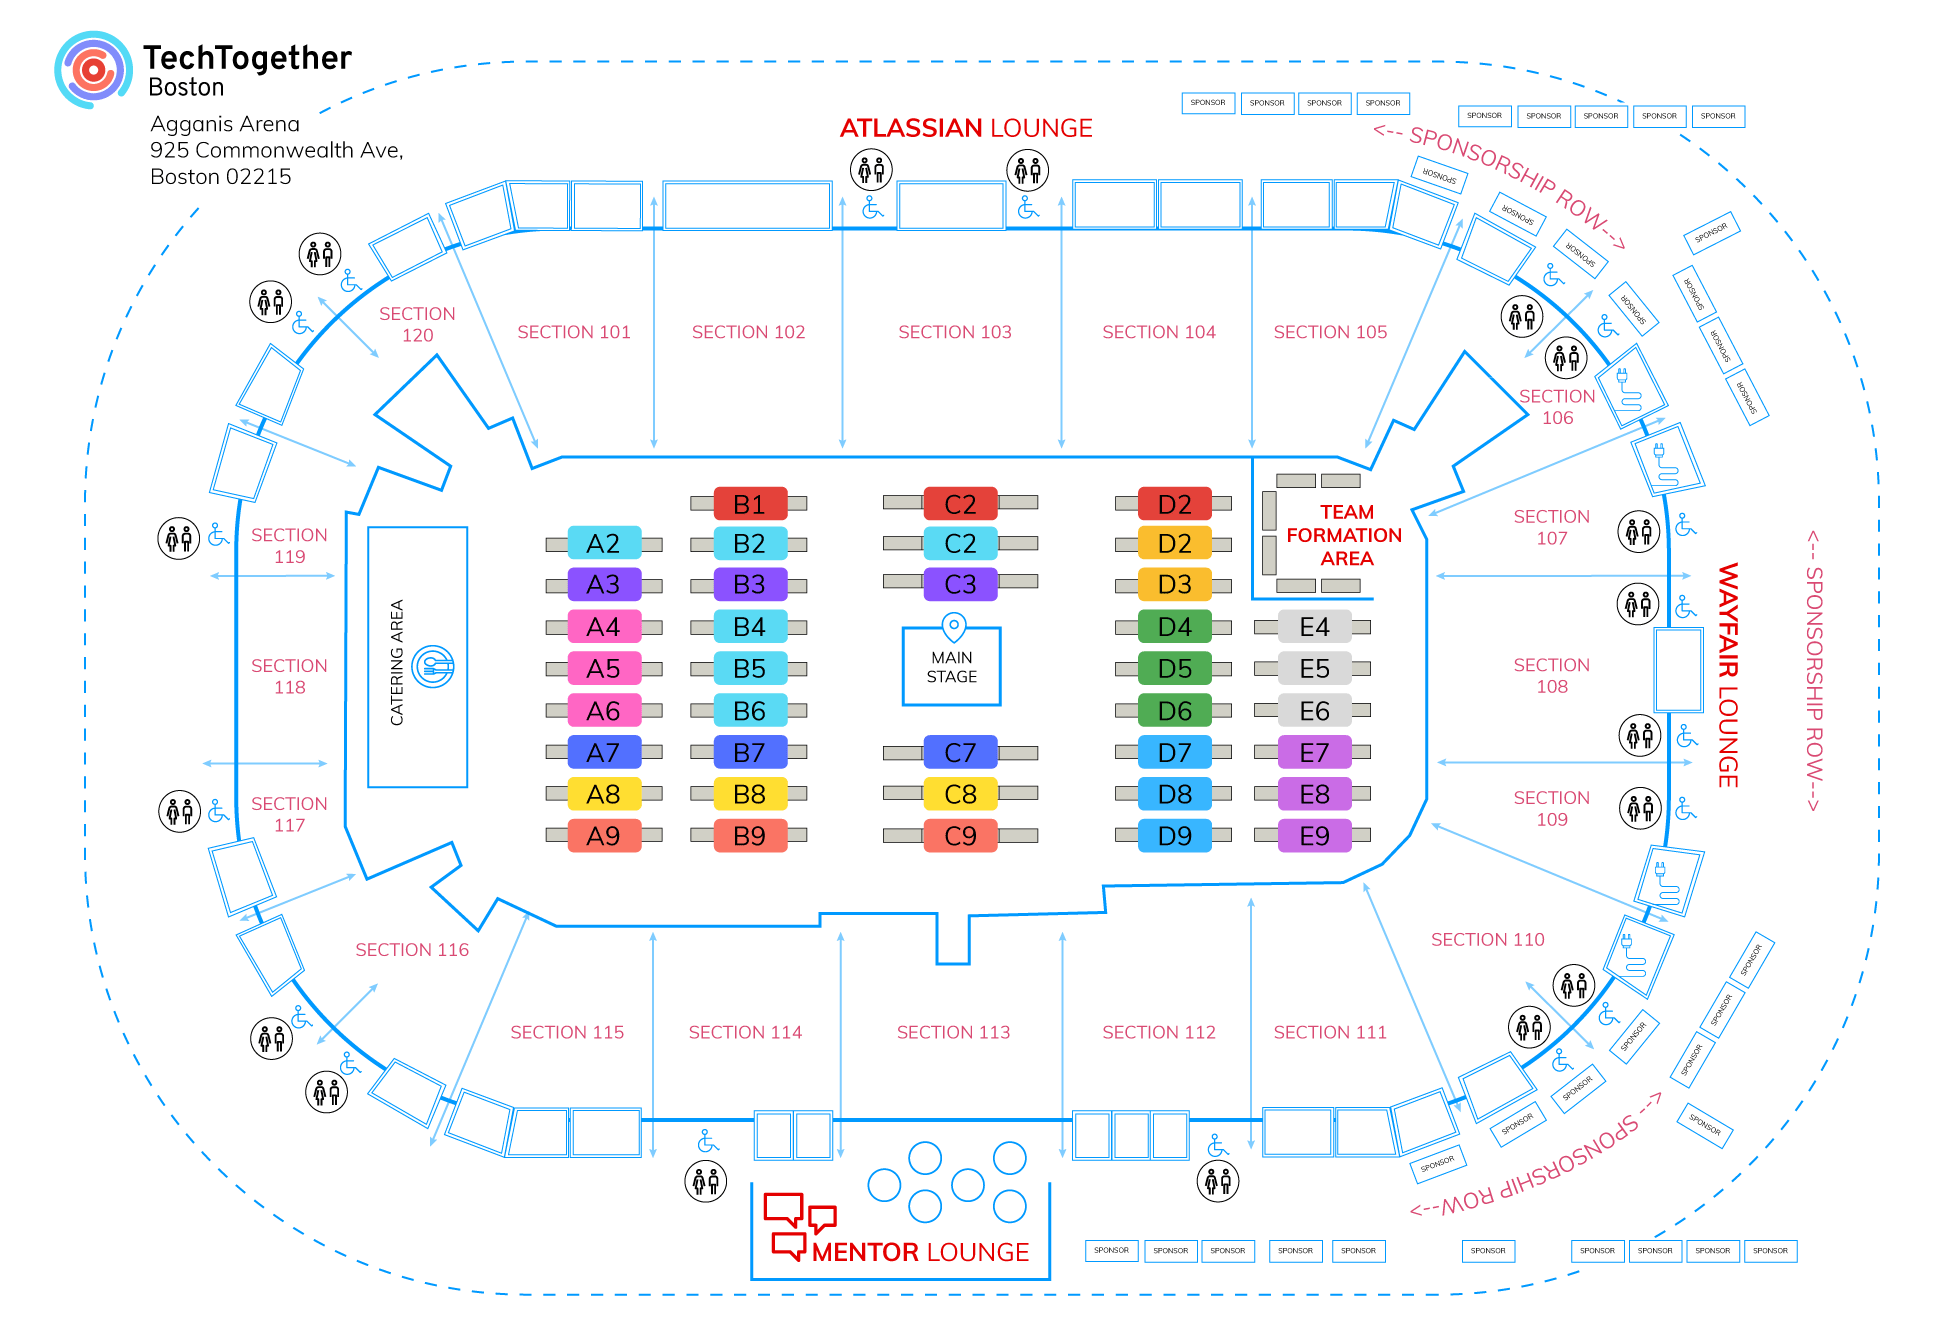 TechTogether
Boston
Agganis Arena
925 Commonwealth Ave,
Boston 02215
ATLASSIAN LOUNGE
SPONSOR
SPONSOR
SPONSOR
SPONSOR
SPONSOR
SPONSOR
SPONSOR
SPONSOR
SPONSOR
<-- SPONSORSHIP ROW-->
SPONSOR
SPONSOR
SPONSOR
SPONSOR
SPONSOR
SPONSOR
SPONSOR
SPONSOR
SECTION
120
SECTION 101
SECTION 102
SECTION 103
SECTION 104
SECTION 105
SECTION
106
SECTION
107
SECTION
108
SECTION
109
SECTION
119
SECTION
118
SECTION
117
CATERING AREA
B1
C2
D2
A2
B2
C2
D2
A3
B3
C3
D3
A4
B4
D4
E4
A5
B5
D5
E5
A6
B6
D6
E6
A7
B7
C7
D7
E7
A8
B8
C8
D8
E8
A9
B9
C9
D9
E9
MAIN
STAGE
TEAM
FORMATION
AREA
WAYFAIR LOUNGE
<-- SPONSORSHIP ROW-->
SECTION 116
SECTION 110
SECTION 115
SECTION 114
SECTION 113
SECTION 112
SECTION 111
SPONSOR
SPONSOR
SPONSOR
SPONSOR
SPONSOR
SPONSOR
SPONSOR
SPONSOR
<-- SPONSORSHIP ROW-->
MENTOR LOUNGE
SPONSOR
SPONSOR
SPONSOR
SPONSOR
SPONSOR
SPONSOR
SPONSOR
SPONSOR
SPONSOR
SPONSOR